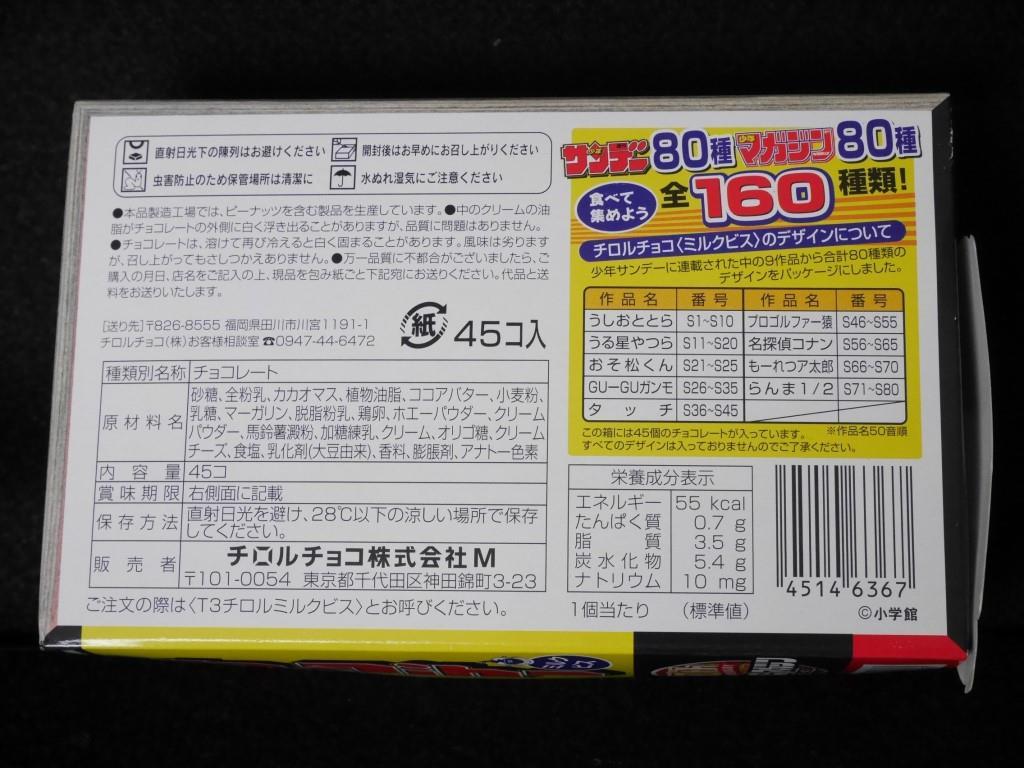 直射日光下の陳列はお避けください
開封後はお早めにお召し上がりください
虫害防止のため保管場所は清潔に
水ぬれ湿気にご注意ください
●本品製造工場では、ピーナッツを含む製品を生産しています。●中のクリームの油
脂がチョコレートの外側に白く浮き出ることがありますが、品質に問題はありません。
●チョコレートは、溶けて再び冷えると白く固まることがあります。風味は劣りますが、
召し上がってもさしつかえありません。●万一品質に不都合がございましたら、ご
購入の月日、店名をご記入の上、現品を包み紙ごと下記宛にお送りください。代品と送
料をお送りいたします。
[送り先]〒826-8555 福岡県田川市川宮1191-1
チロルチョコ(株)お客様相談室 ☎0947-44-6472
紙
45コ入
種類別名称 チョコレート
原材料名 砂糖、全粉乳、カカオマス、植物油脂、ココアバター、小麦粉、
乳糖、マーガリン、脱脂粉乳、鶏卵、ホエーパウダー、クリーム
パウダー、馬鈴薯澱粉、加糖練乳、クリーム、オリゴ糖、クリーム
チーズ、食塩、乳化剤(大豆由来)、香料、膨脹剤、アナトー色素
内容量 45コ
賞味期限 右側面に記載
保存方法 直射日光を避け、28℃以下の涼しい場所で保存
してください。
販売者 チロルチョコ株式会社M
〒101-0054 東京都千代田区神田錦町3-23
ご注文の際は〈T3チロルミルクビス〉とお呼びください。
サンデー80種 少年マガジン80種
食べて
集めよう
全160種類!
チロルチョコ〈ミルクビス〉のデザインについて
少年サンデーに連載された中の9作品から合計80種類の
デザインをパッケージにしました。
作品名 番号 作品名 番号
うしおととら S1~S10 プロゴルファー猿 S46~S55
うる星やつら S11~S20 名探偵コナン S56~S65
おそ松くん S21~S25 もーれつア太郎 S66~S70
GU-GUガンモ S26~S35 らんま1/2 S71~S80
タッチ S36~S45
※作品名50音順
この箱には45個のチョコレートが入っています。
すべてのデザインは入っておりませんのでご了承ください。
栄養成分表示
エネルギー 55 kcal
たんぱく質 0.7 g
脂質 3.5 g
炭水化物 5.4 g
ナトリウム 10 mg
1個当たり (標準値)
4514 6367
©小学館